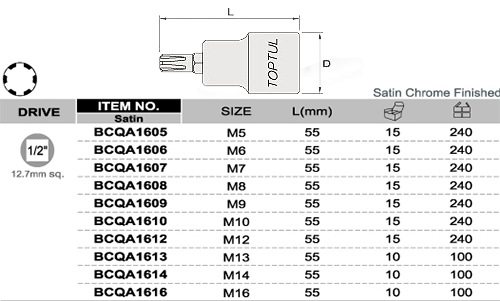 L
TOPTUL
D
Satin Chrome Finished
DRIVE ITEM NO. SIZE L(mm)
Satin
1/2"
12.7mm sq.
BCQA1605 M5 55 15 240
BCQA1606 M6 55 15 240
BCQA1607 M7 55 15 240
BCQA1608 M8 55 15 240
BCQA1609 M9 55 15 240
BCQA1610 M10 55 15 240
BCQA1612 M12 55 15 240
BCQA1613 M13 55 10 100
BCQA1614 M14 55 10 100
BCQA1616 M16 55 10 100